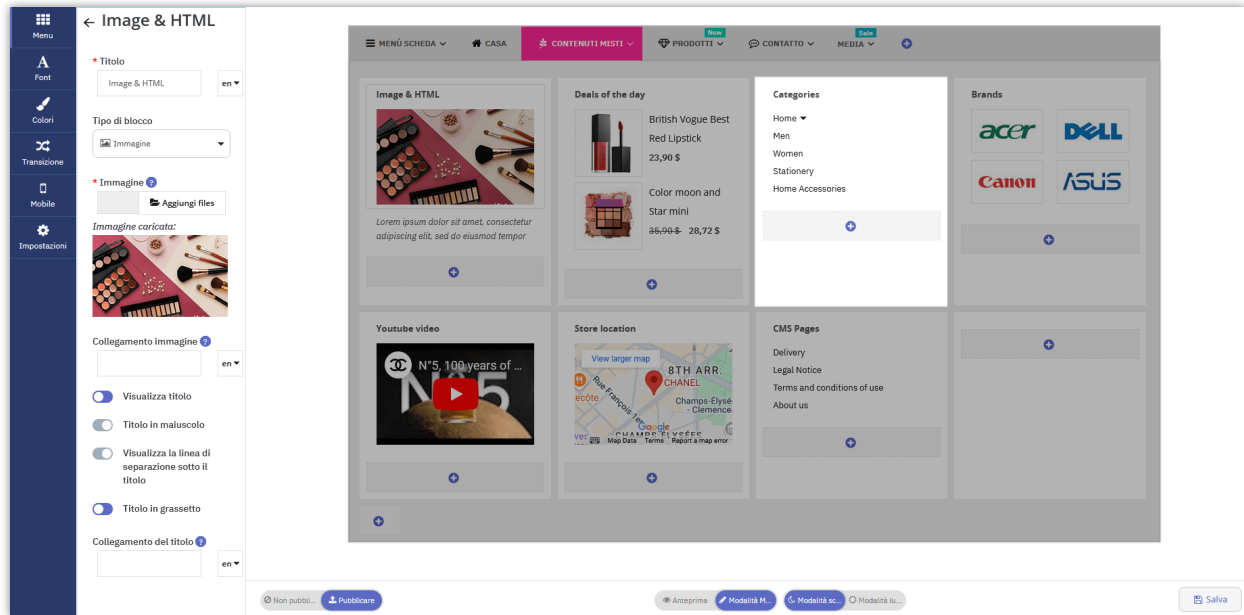 Menu
Font
Colori
Transizione
Mobile
Impostazioni
← Image & HTML
* Titolo
Image & HTML
en
Tipo di blocco
Immagine
* Immagine ?
Aggiungi files
Immagine caricata:
Collegamento immagine ?
en
Visualizza titolo
Titolo in maiuscolo
Visualizza la linea di
separazione sotto il
titolo
Titolo in grassetto
Collegamento del titolo ?
en
MENÙ SCHEDA
CASA
CONTENUTI MISTI
New
PRODOTTI
CONTATTO
Sale
MEDIA
Image & HTML
Lorem ipsum dolor sit amet, consectetur
adipiscing elit, sed do eiusmod tempor
Deals of the day
British Vogue Best
Red Lipstick
23,90 $
Color moon and
Star mini
35,90 $ 28,72 $
Categories
Home
Men
Women
Stationery
Home Accessories
Brands
acer
DELL
Canon
ASUS
Youtube video
N°5, 100 years of ...
N°5
Store location
View larger map
8TH ARR.
CHANEL
Rue François 1er
ecôte
Champs-Élysé
- Clemence
CHAMPS-ELYSÉES
Google
ver
Map Data Terms Report a map error
CMS Pages
Delivery
Legal Notice
Terms and conditions of use
About us
Non pubbli...
Pubblicare
Anteprima
Modalità M...
Modalità sc...
Modalità lu...
Salva